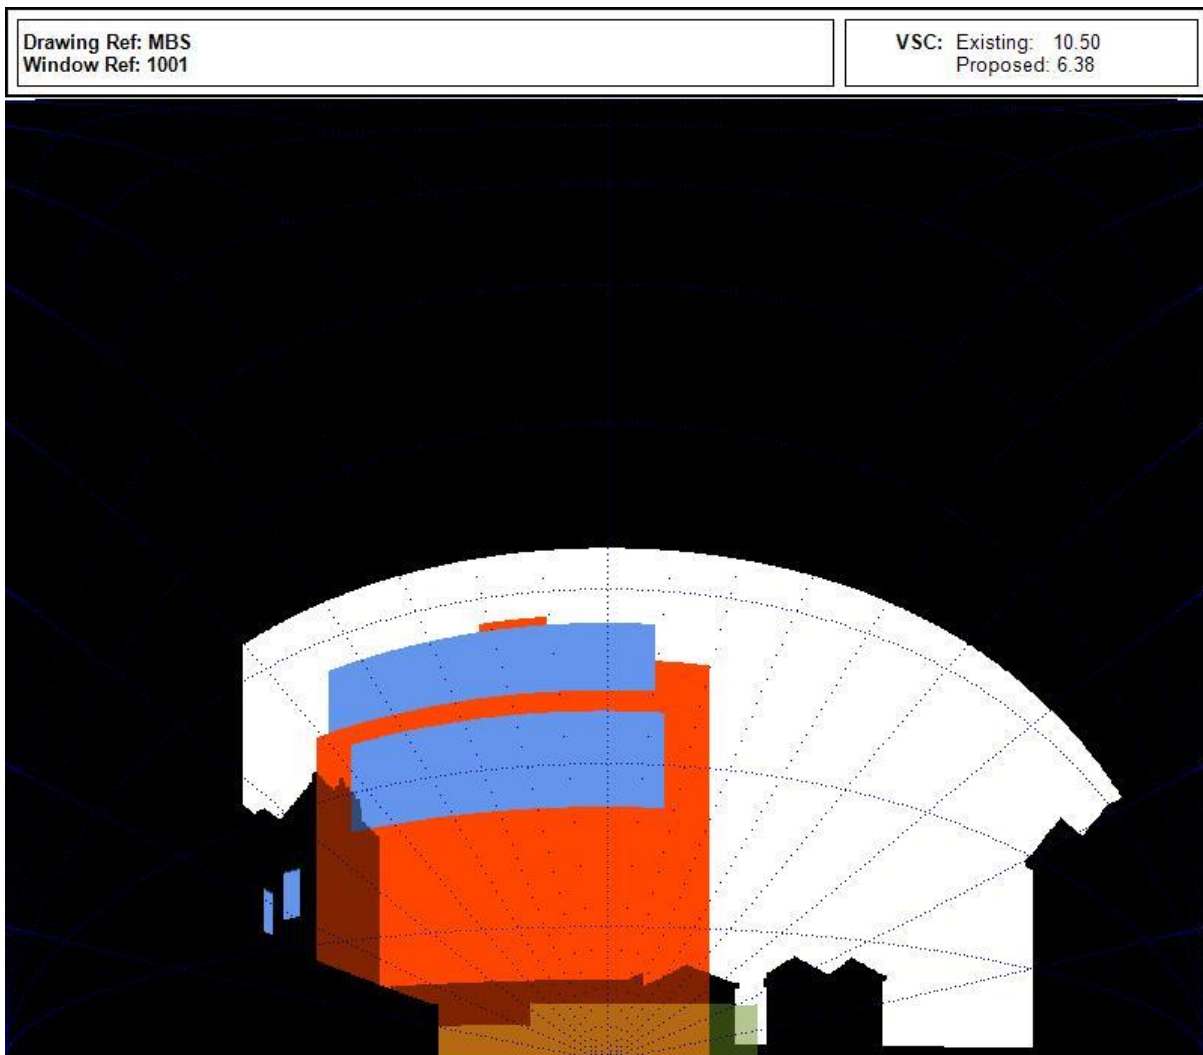 Drawing Ref: MBS
Window Ref: 1001
VSC: Existing: 10.50
Proposed: 6.38